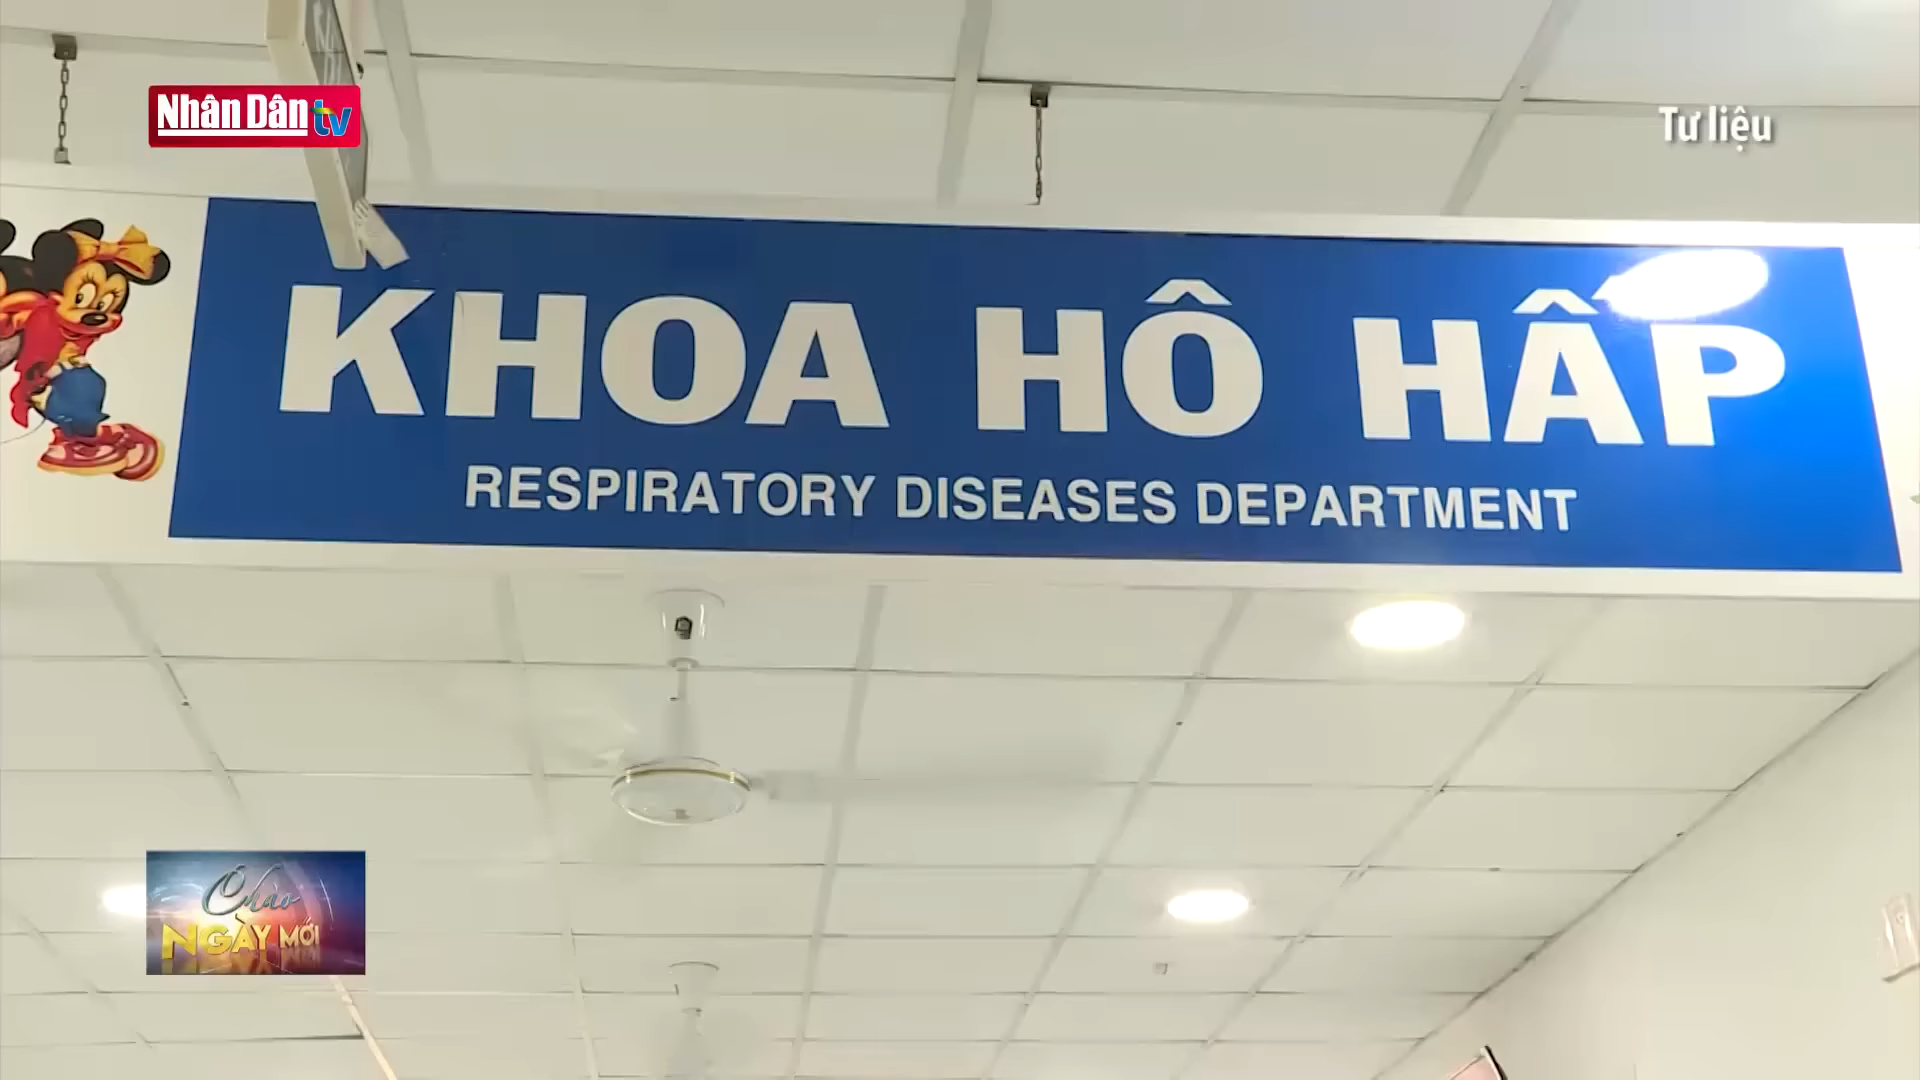 Nhân Dân tv
Tư liệu
KHOA HÔ HẤP
RESPIRATORY DISEASES DEPARTMENT
Chào
NGÀY MỚI